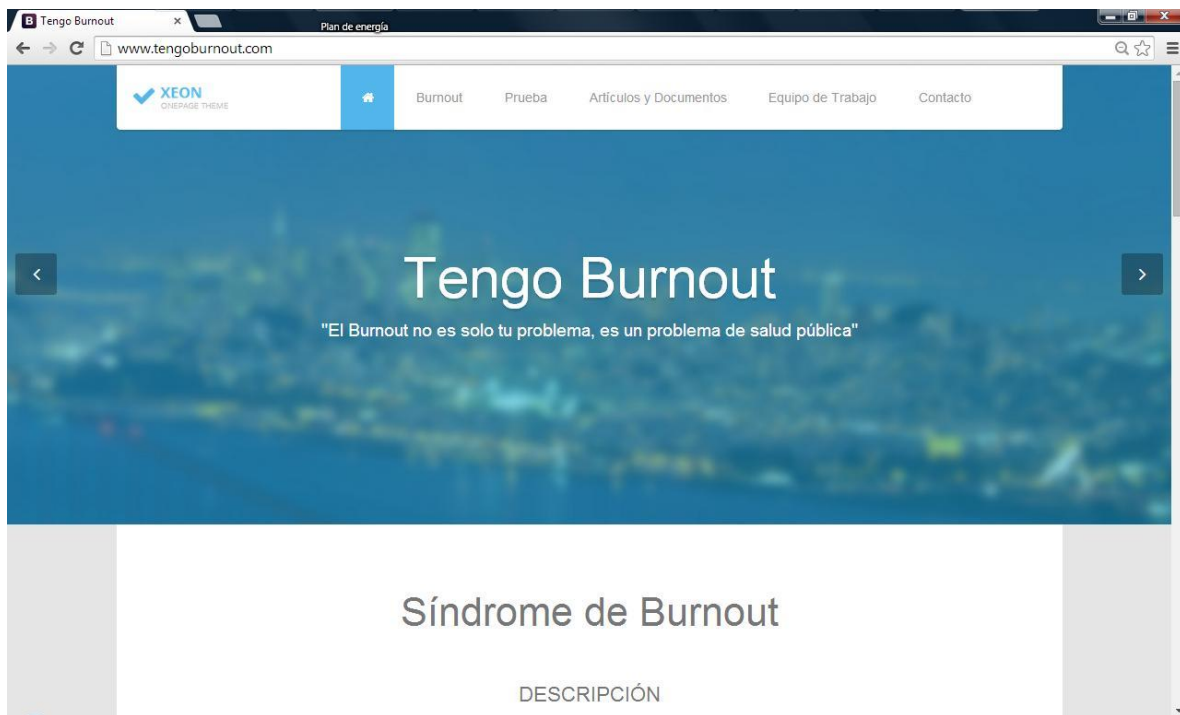 B Tengo Burnout
Plan de energía
www.tengoburnout.com
XEON
ONEPAGE THEME
Burnout Prueba Artículos y Documentos Equipo de Trabajo Contacto
Tengo Burnout
"El Burnout no es solo tu problema, es un problema de salud pública"
Síndrome de Burnout
DESCRIPCIÓN